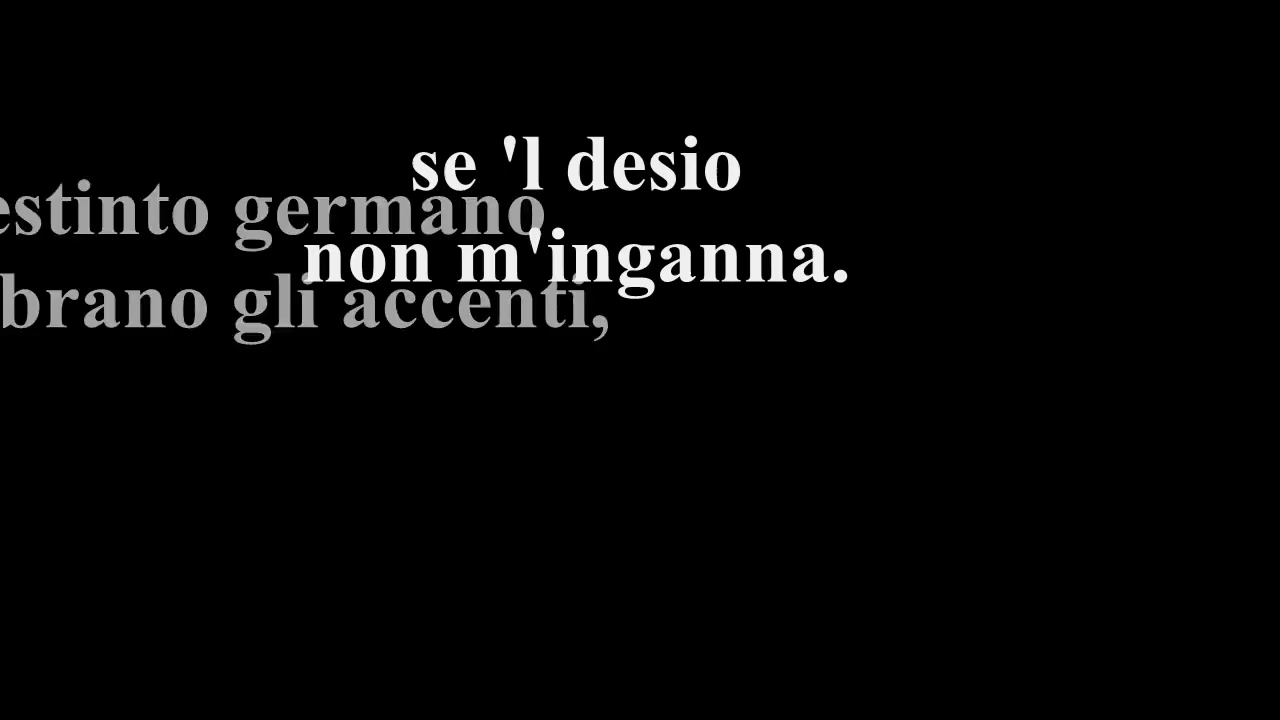 se 'l desio
non m'inganna.
estinto germano
brano gli accenti,